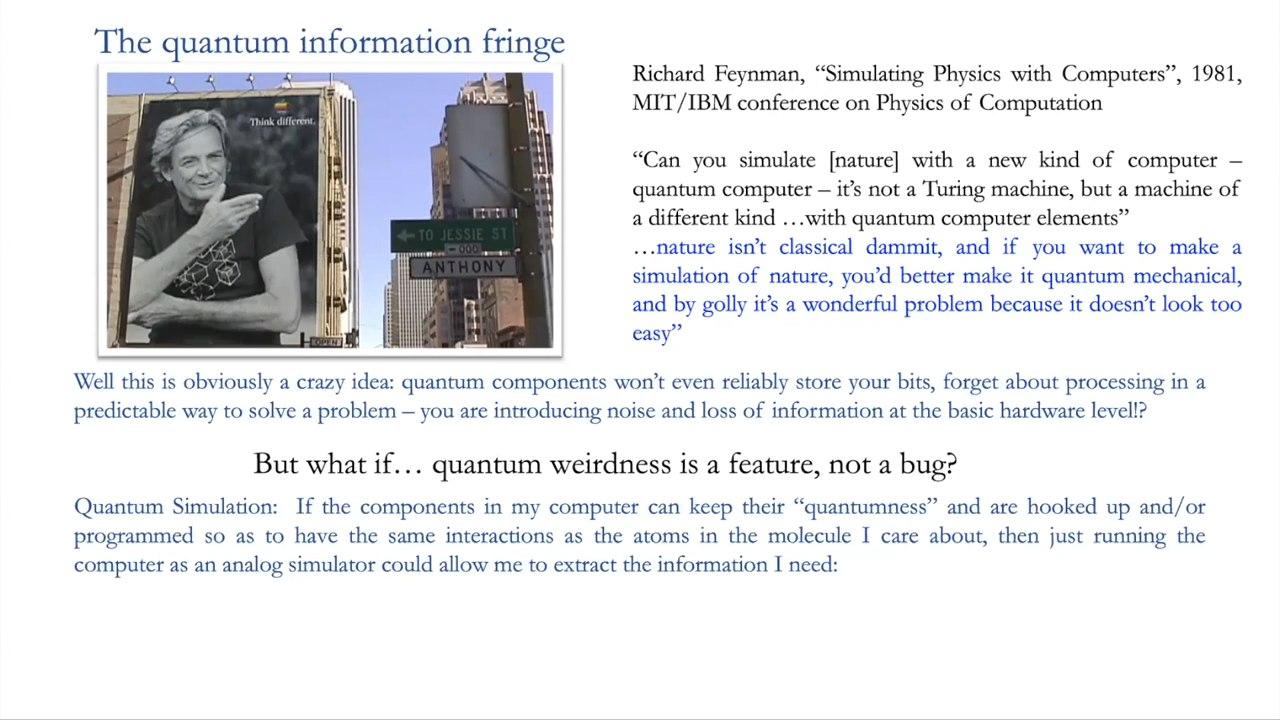 The quantum information fringe
Think different.
TO JESSIE ST
000
ANTHONY
OPEN
Richard Feynman, “Simulating Physics with Computers”, 1981,
MIT/IBM conference on Physics of Computation
“Can you simulate [nature] with a new kind of computer –
quantum computer – it’s not a Turing machine, but a machine of
a different kind …with quantum computer elements”
…nature isn’t classical dammit, and if you want to make a
simulation of nature, you’d better make it quantum mechanical,
and by golly it’s a wonderful problem because it doesn’t look too
easy”
Well this is obviously a crazy idea: quantum components won’t even reliably store your bits, forget about processing in a
predictable way to solve a problem – you are introducing noise and loss of information at the basic hardware level!?
But what if… quantum weirdness is a feature, not a bug?
Quantum Simulation: If the components in my computer can keep their “quantumness” and are hooked up and/or
programmed so as to have the same interactions as the atoms in the molecule I care about, then just running the
computer as an analog simulator could allow me to extract the information I need: